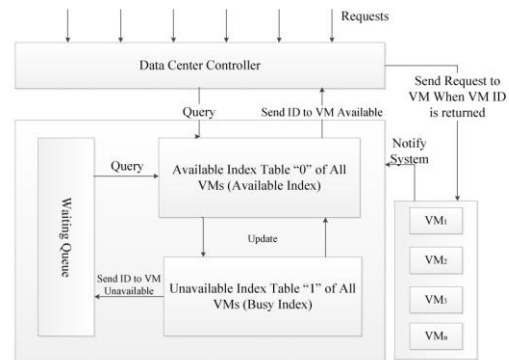 Requests
Data Center Controller
Send Request to
VM When VM ID
is returned
Query
Send ID to VM Available
Notify
System
Waiting Queue
Query
Available Index Table “0” of All
VMs (Available Index)
Update
Send ID to VM
Unavailable
Unavailable Index Table “1” of All
VMs (Busy Index)
VM₁
VM₂
VM₃
VMₙ